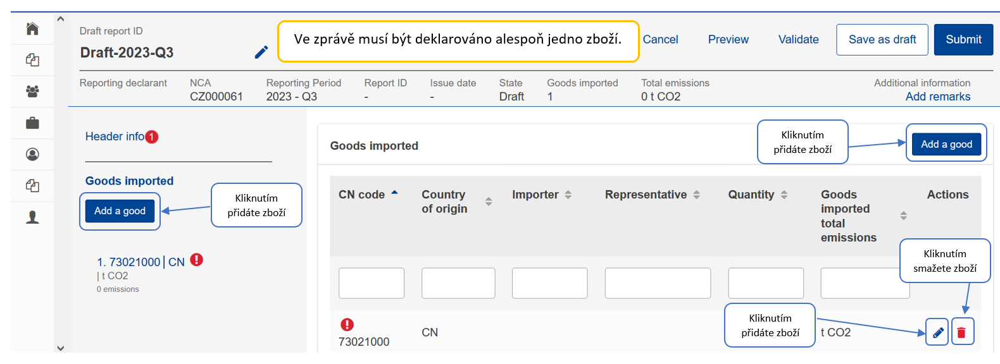 Draft report ID
Draft-2023-Q3
Ve zprávě musí být deklarováno alespoň jedno zboží.
Cancel
Preview
Validate
Save as draft
Submit
Reporting declarant
NCA
CZ000061
Reporting Period
2023 - Q3
Report ID
-
Issue date
-
State
Draft
Goods imported
1
Total emissions
0 t CO2
Additional information
Add remarks
Header info 1
Goods imported
Add a good
Kliknutím
přidáte zboží
1. 73021000 | CN
| t CO2
0 emissions
Goods imported
Kliknutím
přidáte zboží
Add a good
CN code
Country
of origin
Importer
Representative
Quantity
Goods
imported
total
emissions
Actions
Kliknutím
smažete zboží
73021000
CN
Kliknutím
přidáte zboží
t CO2